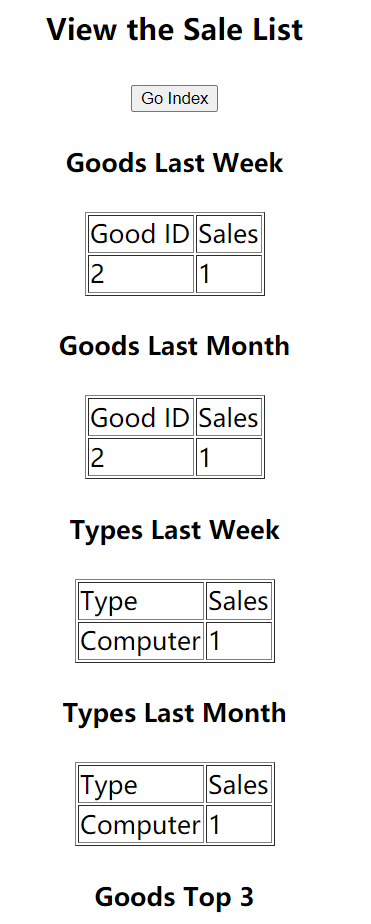 View the Sale List
Go Index
Goods Last Week
Good ID Sales
2 1
Goods Last Month
Good ID Sales
2 1
Types Last Week
Type Sales
Computer 1
Types Last Month
Type Sales
Computer 1
Goods Top 3